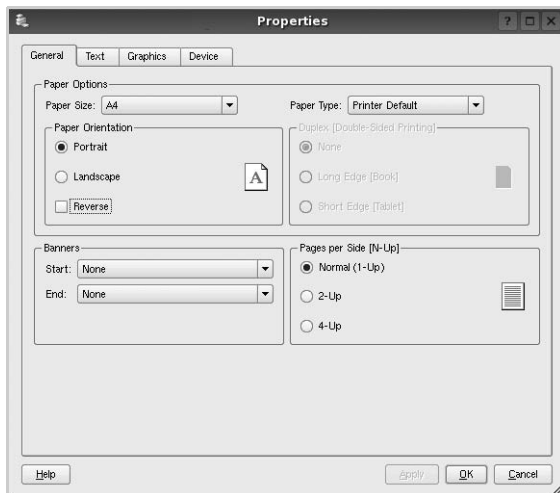 Properties
General Text Graphics Device
Paper Options
Paper Size: A4 Paper Type: Printer Default
Paper Orientation
Portrait
Landscape
Reverse
A
Duplex [Double-Sided Printing]
None
Long Edge [Book]
Short Edge [Tablet]
Banners
Start: None
End: None
Pages per Side [N-Up]
Normal (1-Up)
2-Up
4-Up
Help Apply OK Cancel